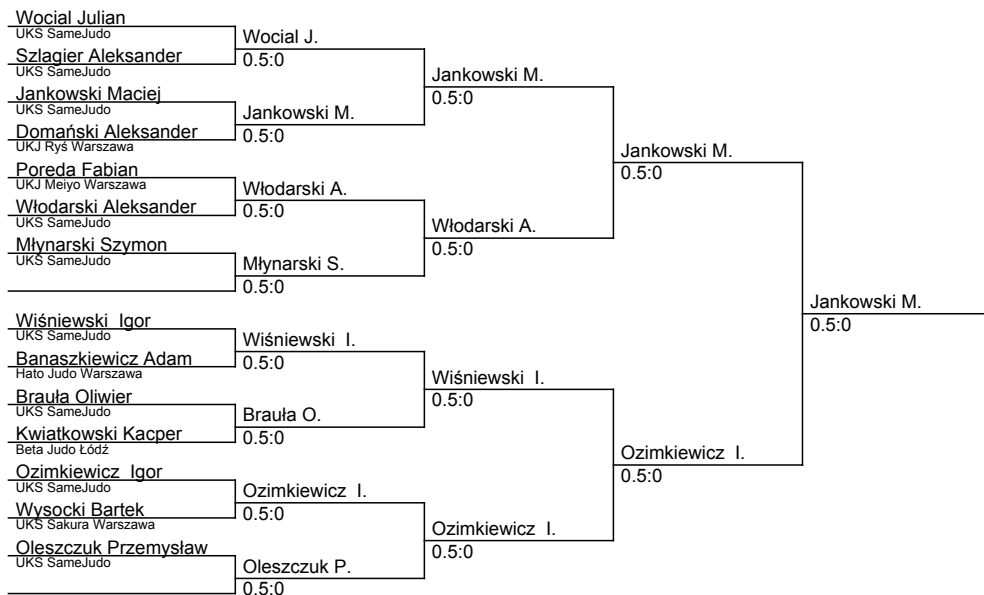 Wocial Julian
UKS SameJudo
Szlagier Aleksander
UKS SameJudo
Jankowski Maciej
UKS SameJudo
Domański Aleksander
UKJ Ryś Warszawa
Poreda Fabian
UKJ Meiyo Warszawa
Włodarski Aleksander
UKS SameJudo
Młynarski Szymon
UKS SameJudo
Wiśniewski  Igor
UKS SameJudo
Banaszkiewicz Adam
Hato Judo Warszawa
Brauła Oliwier
UKS SameJudo
Kwiatkowski Kacper
Beta Judo Łódź
Ozimkiewicz  Igor
UKS SameJudo
Wysocki Bartek
UKS Sakura Warszawa
Oleszczuk Przemysław
UKS SameJudo
Wocial J.
0.5:0
Jankowski M.
0.5:0
Włodarski A.
0.5:0
Młynarski S.
0.5:0
Wiśniewski  I.
0.5:0
Brauła O.
0.5:0
Ozimkiewicz  I.
0.5:0
Oleszczuk P.
0.5:0
Jankowski M.
0.5:0
Włodarski A.
0.5:0
Wiśniewski  I.
0.5:0
Ozimkiewicz  I.
0.5:0
Jankowski M.
0.5:0
Ozimkiewicz  I.
0.5:0
Jankowski M.
0.5:0